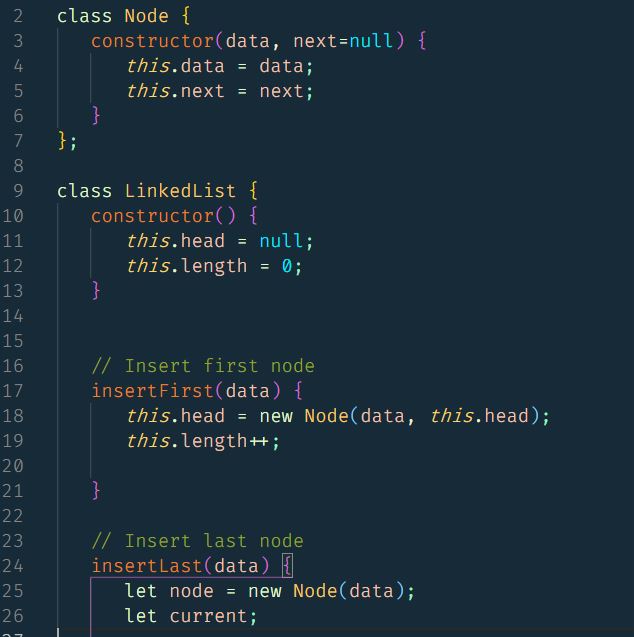 2 class Node {
3 constructor(data, next=null) {
4 this.data = data;
5 this.next = next;
6 }
7 };
8
9 class LinkedList {
10 constructor() {
11 this.head = null;
12 this.length = 0;
13 }
14
15
16 // Insert first node
17 insertFirst(data) {
18 this.head = new Node(data, this.head);
19 this.length++;
20
21 }
22
23 // Insert last node
24 insertLast(data) {
25 let node = new Node(data);
26 let current;
27